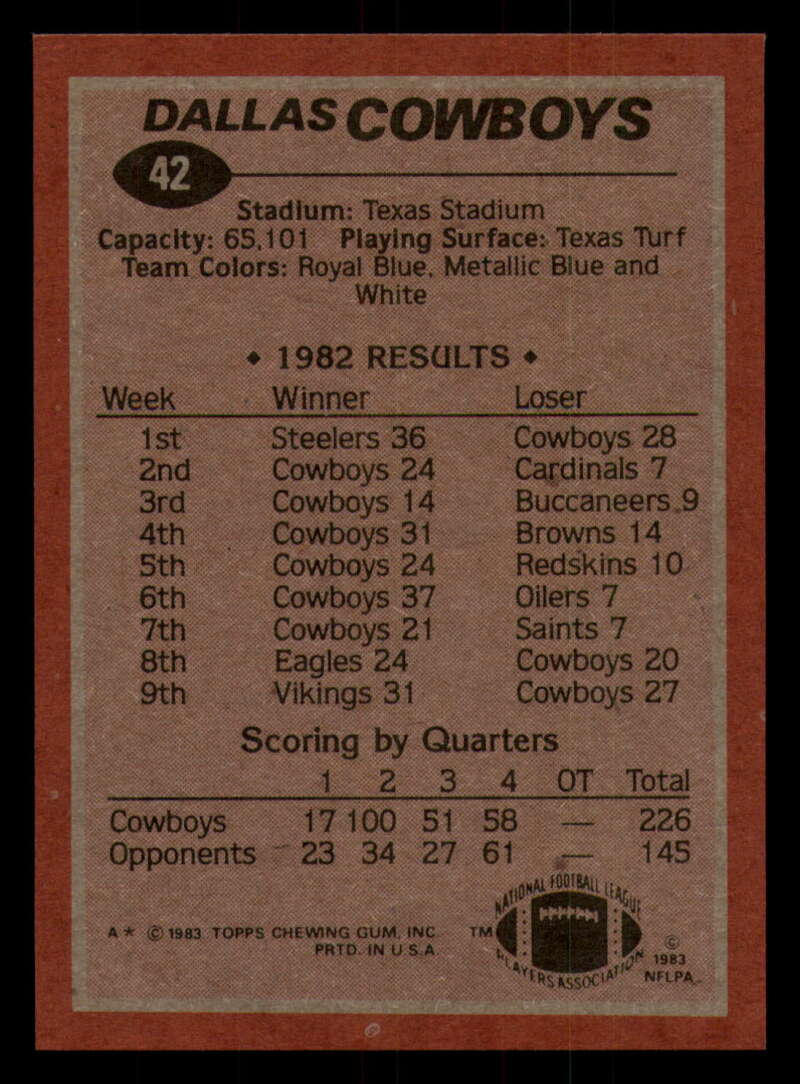 DALLAS COWBOYS
42
Stadium: Texas Stadium
Capacity: 65,101 Playing Surface: Texas Turf
Team Colors: Royal Blue, Metallic Blue and
White
♦ 1982 RESULTS ♦
Week Winner Loser
1st Steelers 36 Cowboys 28
2nd Cowboys 24 Cardinals 7
3rd Cowboys 14 Buccaneers 9
4th Cowboys 31 Browns 14
5th Cowboys 24 Redskins 10
6th Cowboys 37 Oilers 7
7th Cowboys 21 Saints 7
8th Eagles 24 Cowboys 20
9th Vikings 31 Cowboys 27
Scoring by Quarters
1 2 3 4 OT Total
Cowboys 17 100 51 58 — 226
Opponents 23 34 27 61 — 145
NATIONAL FOOTBALL LEAGUE
PLAYERS ASSOCIATION
A* © 1983 TOPPS CHEWING GUM, INC. TM
PRTD. IN U.S.A.
© 1983
NFLPA